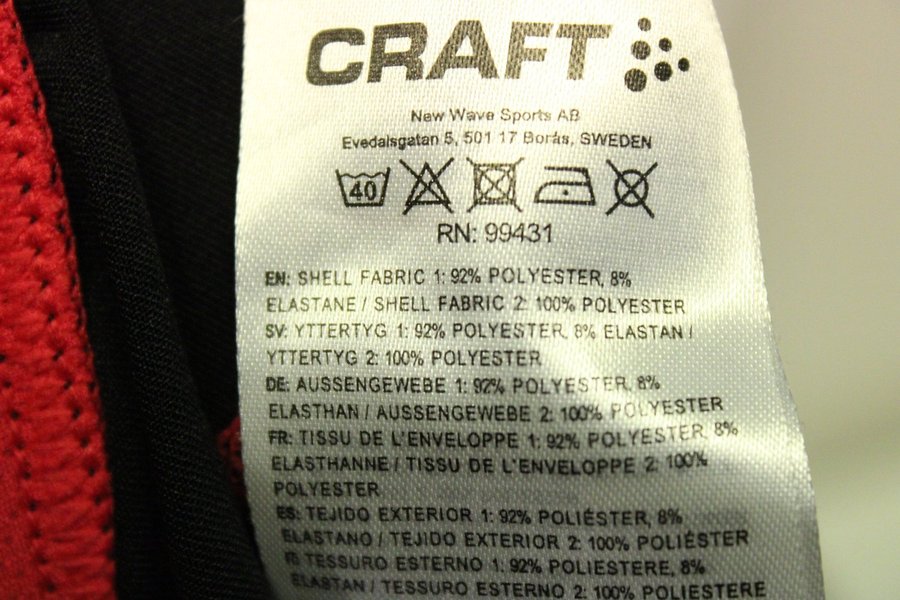 CRAFT
New Wave Sports AB
Evedalsgatan 5, 501 17 Borås, SWEDEN
40
RN: 99431
EN: SHELL FABRIC 1: 92% POLYESTER, 8%
ELASTANE / SHELL FABRIC 2: 100% POLYESTER
SV: YTTERTYG 1: 92% POLYESTER, 8% ELASTAN /
YTTERTYG 2: 100% POLYESTER
DE: AUSSENGEWEBE 1: 92% POLYESTER, 8%
ELASTHAN / AUSSENGEWEBE 2: 100% POLYESTER
FR: TISSU DE L'ENVELOPPE 1: 92% POLYESTER, 8%
ELASTHANNE / TISSU DE L'ENVELOPPE 2: 100%
POLYESTER
ES: TEJIDO EXTERIOR 1: 92% POLIÉSTER, 8%
ELASTANO / TEJIDO EXTERIOR 2: 100% POLIÉSTER
TESSURO ESTERNO 1: 92% POLIESTERE, 8%
ELASTAN / TESSURO ESTERNO 2: 100% POLIESTERE